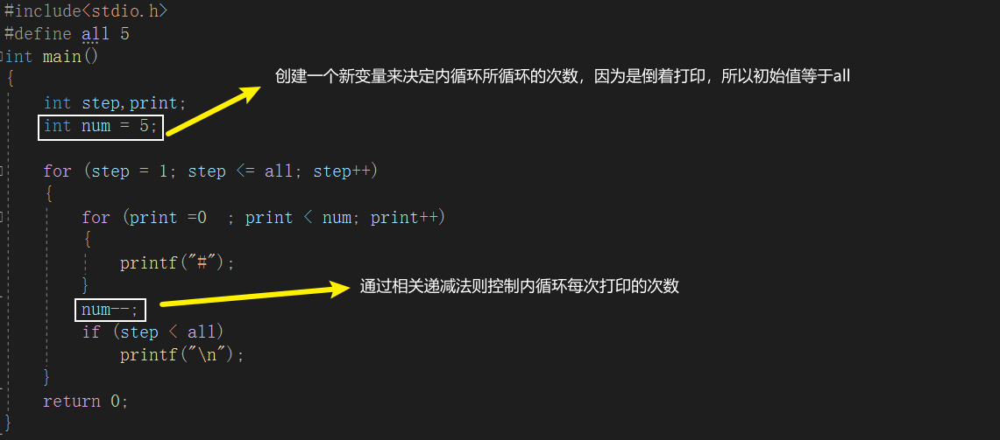 #include<stdio.h>
#define all 5
int main()
{
创建一个新变量来决定内循环所循环的次数，因为是倒着打印，所以初始值等于all
int step,print;
int num = 5;
for (step = 1; step <= all; step++)
{
for (print =0  ; print < num; print++)
{
printf("#");
}
通过相关递减法则控制内循环每次打印的次数
num--;
if (step < all)
printf("\n");
}
return 0;
}